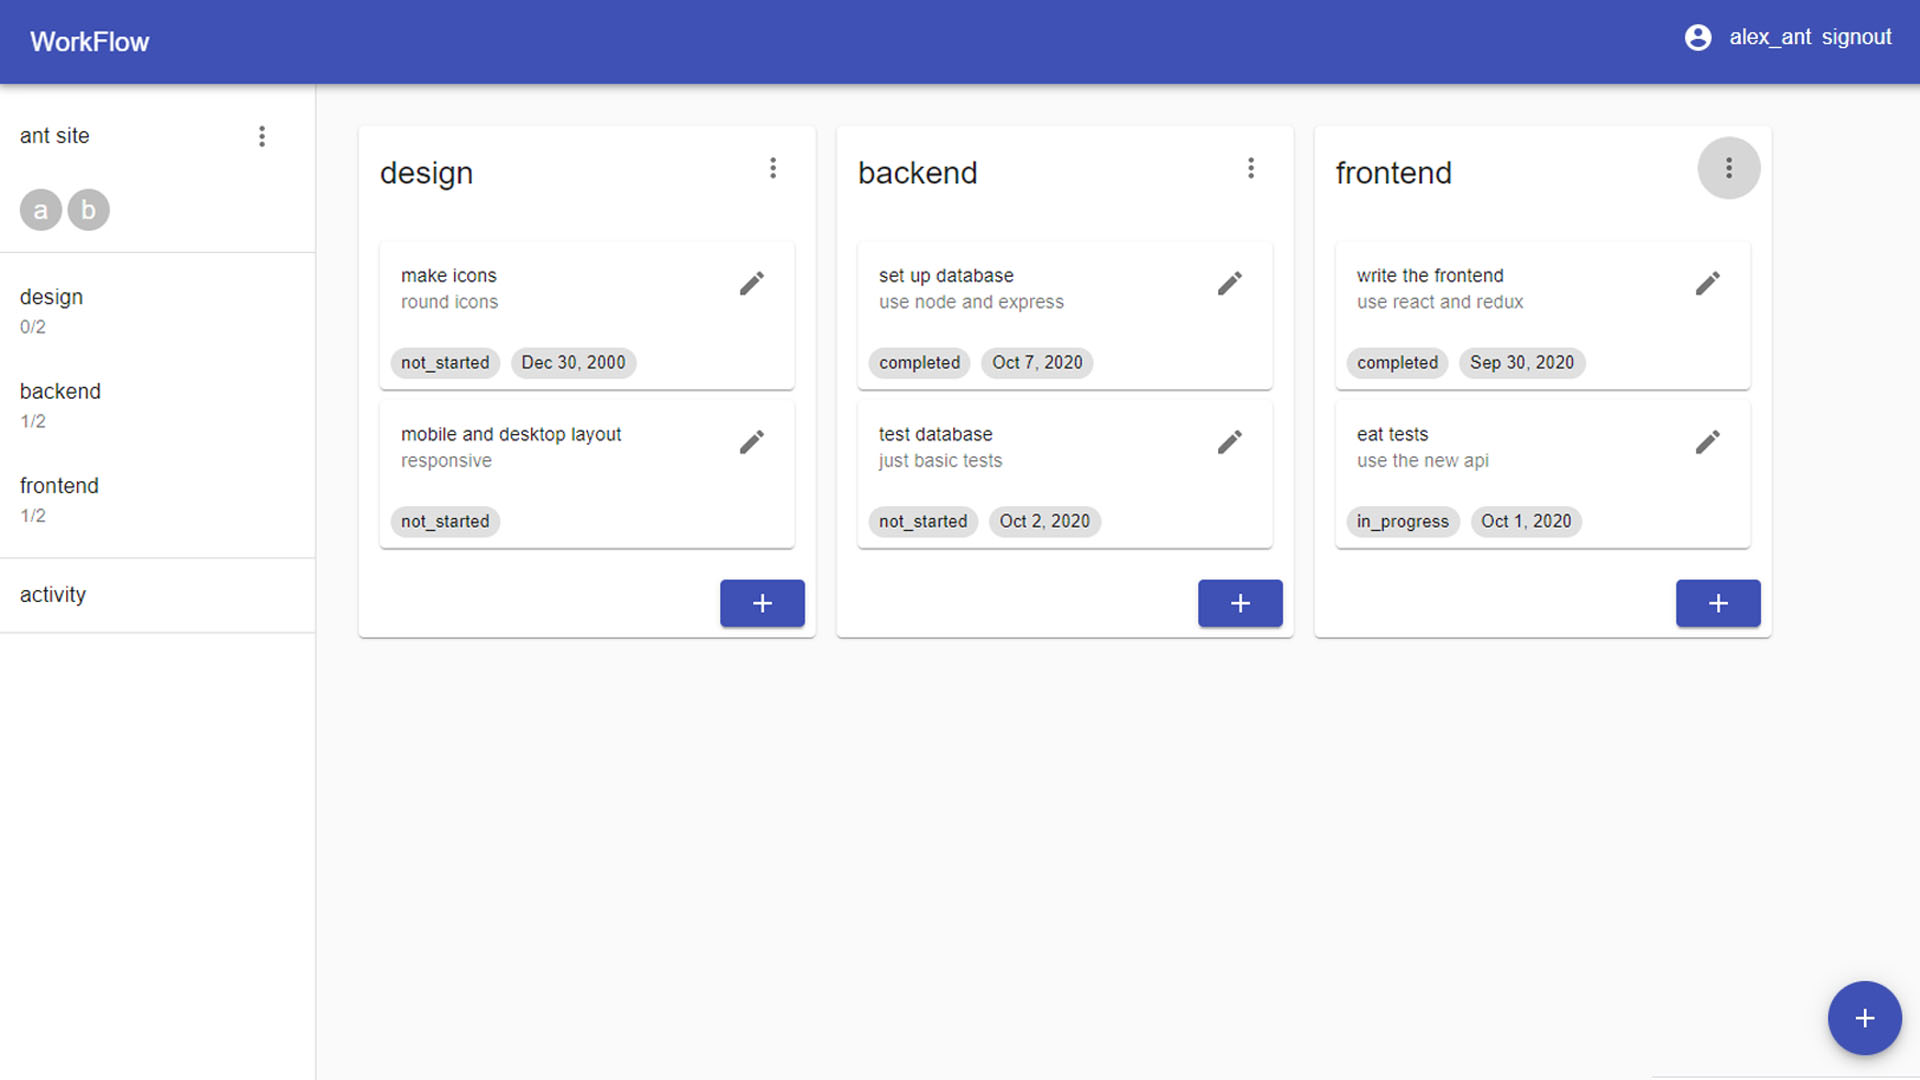 WorkFlow
alex_ant signout
ant site
a b
design
0/2
backend
1/2
frontend
1/2
activity
design
make icons
round icons
not_started Dec 30, 2000
mobile and desktop layout
responsive
not_started
+
backend
set up database
use node and express
completed Oct 7, 2020
test database
just basic tests
not_started Oct 2, 2020
+
frontend
write the frontend
use react and redux
completed Sep 30, 2020
eat tests
use the new api
in_progress Oct 1, 2020
+
+